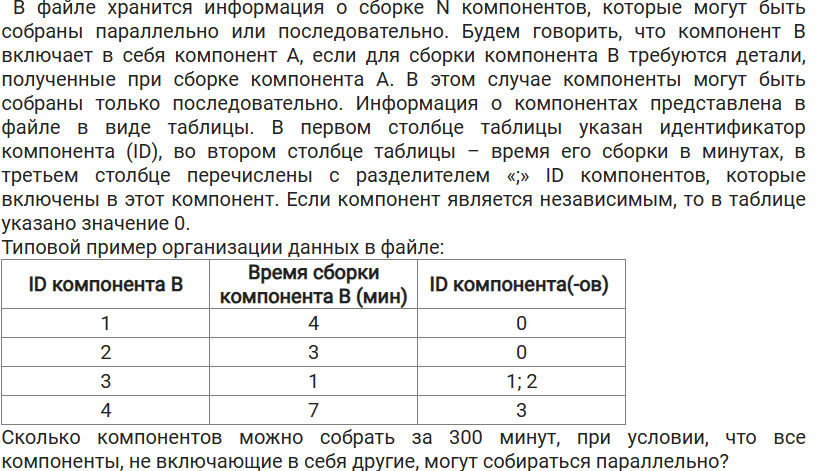 В файле хранится информация о сборке N компонентов, которые могут быть
собраны параллельно или последовательно. Будем говорить, что компонент B
включает в себя компонент A, если для сборки компонента B требуются детали,
полученные при сборке компонента A. В этом случае компоненты могут быть
собраны только последовательно. Информация о компонентах представлена в
файле в виде таблицы. В первом столбце таблицы указан идентификатор
компонента (ID), во втором столбце таблицы – время его сборки в минутах, в
третьем столбце перечислены с разделителем «;» ID компонентов, которые
включены в этот компонент. Если компонент является независимым, то в таблице
указано значение 0.
Типовой пример организации данных в файле:
ID компонента B Время сборки компонента B (мин) ID компонента(-ов)
1 4 0
2 3 0
3 1 1; 2
4 7 3
Сколько компонентов можно собрать за 300 минут, при условии, что все
компоненты, не включающие в себя другие, могут собираться параллельно?